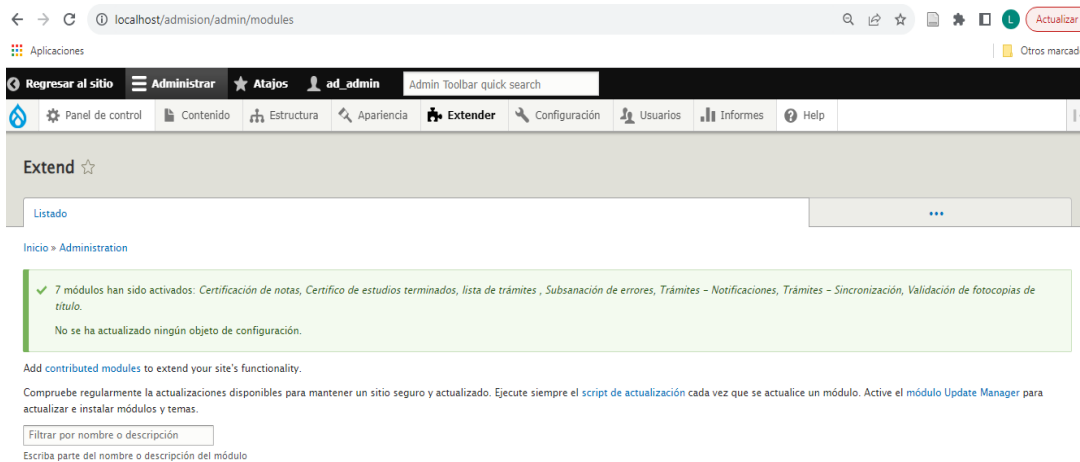 localhost/admision/admin/modules
L
Actualizar
Aplicaciones
Otros marcad
Regresar al sitio Administrar Atajos ad_admin Admin Toolbar quick search
Panel de control Contenido Estructura Apariencia Extender Configuración Usuarios Informes Help
Extend
Listado
Inicio » Administration
7 módulos han sido activados: Certificación de notas, Certifico de estudios terminados, lista de trámites , Subsanación de errores, Trámites - Notificaciones, Trámites - Sincronización, Validación de fotocopias de
título.
No se ha actualizado ningún objeto de configuración.
Add contributed modules to extend your site's functionality.
Compruebe regularmente la actualizaciones disponibles para mantener un sitio seguro y actualizado. Ejecute siempre el script de actualización cada vez que se actualice un módulo. Active el módulo Update Manager para
actualizar e instalar módulos y temas.
Filtrar por nombre o descripción
Escriba parte del nombre o descripción del módulo